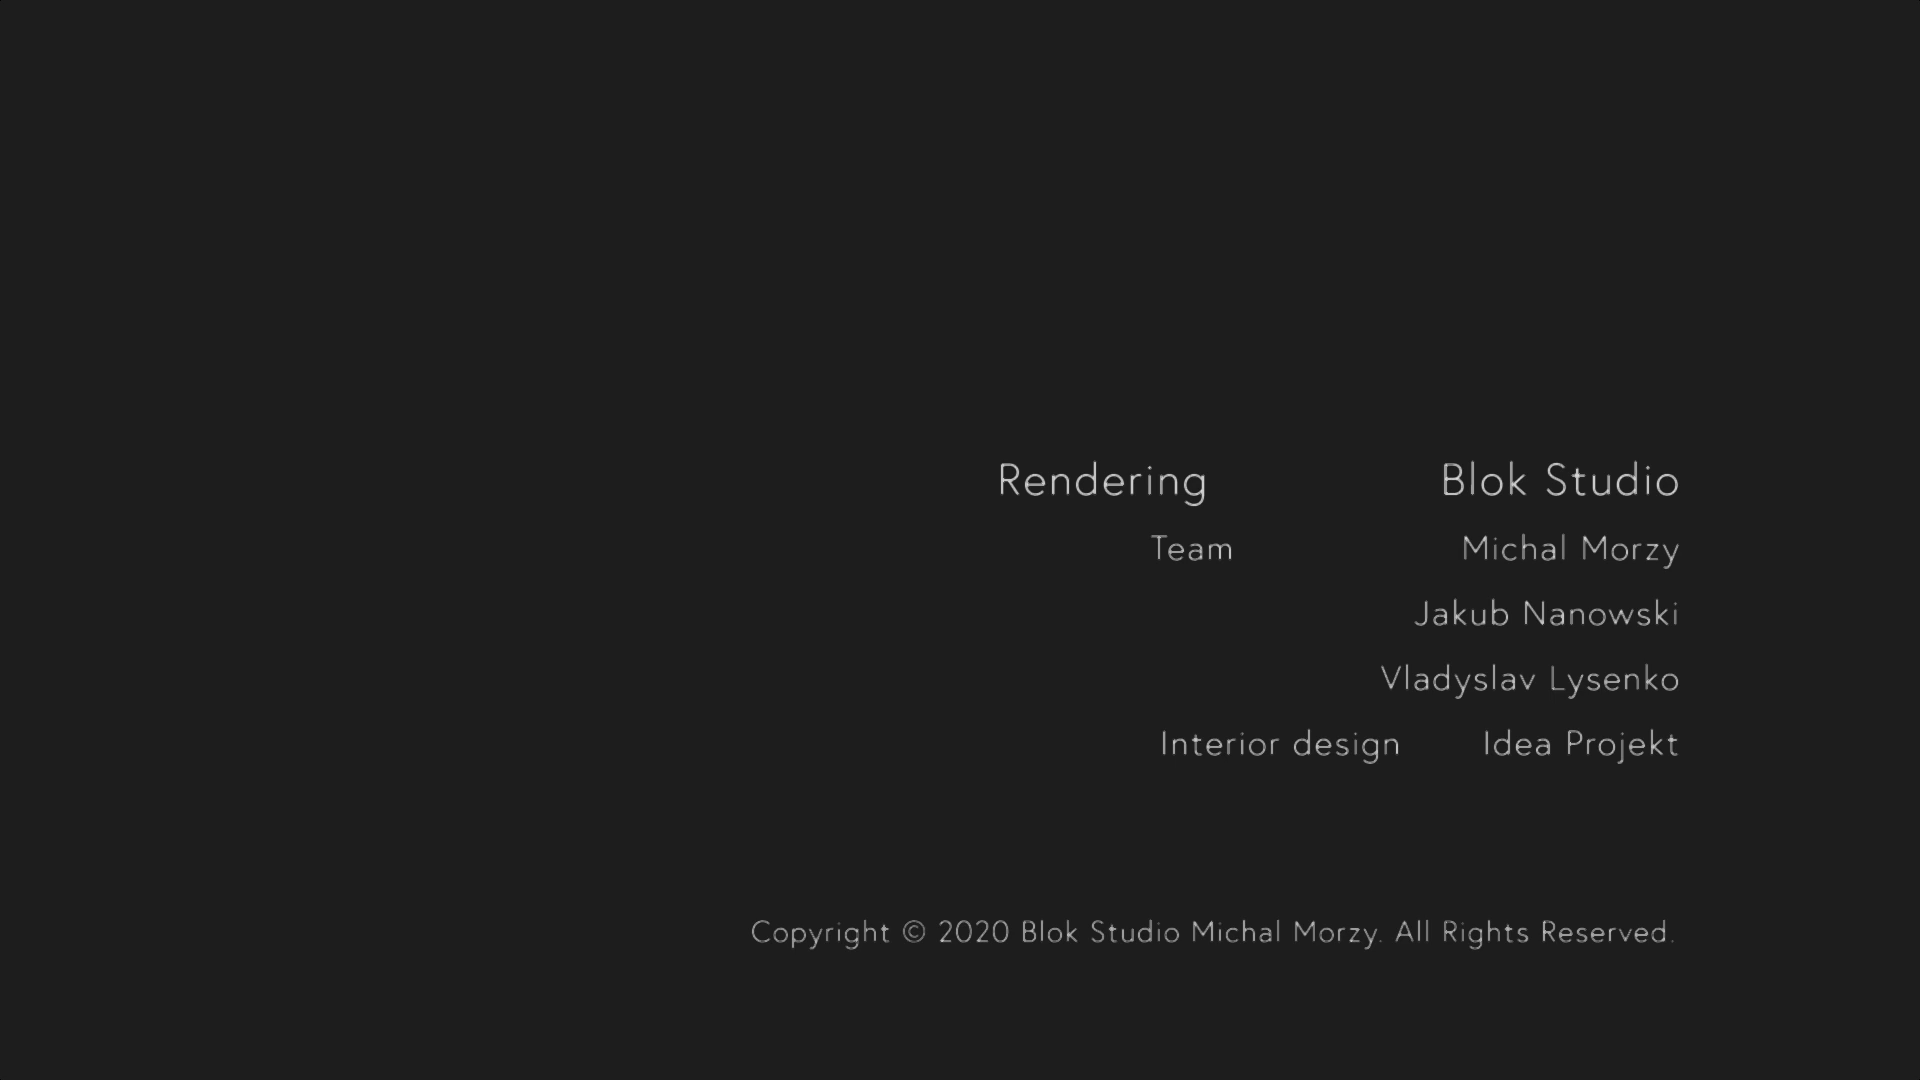 Rendering Blok Studio
Team Michal Morzy
Jakub Nanowski
Vladyslav Lysenko
Interior design Idea Projekt
Copyright © 2020 Blok Studio Michal Morzy. All Rights Reserved.